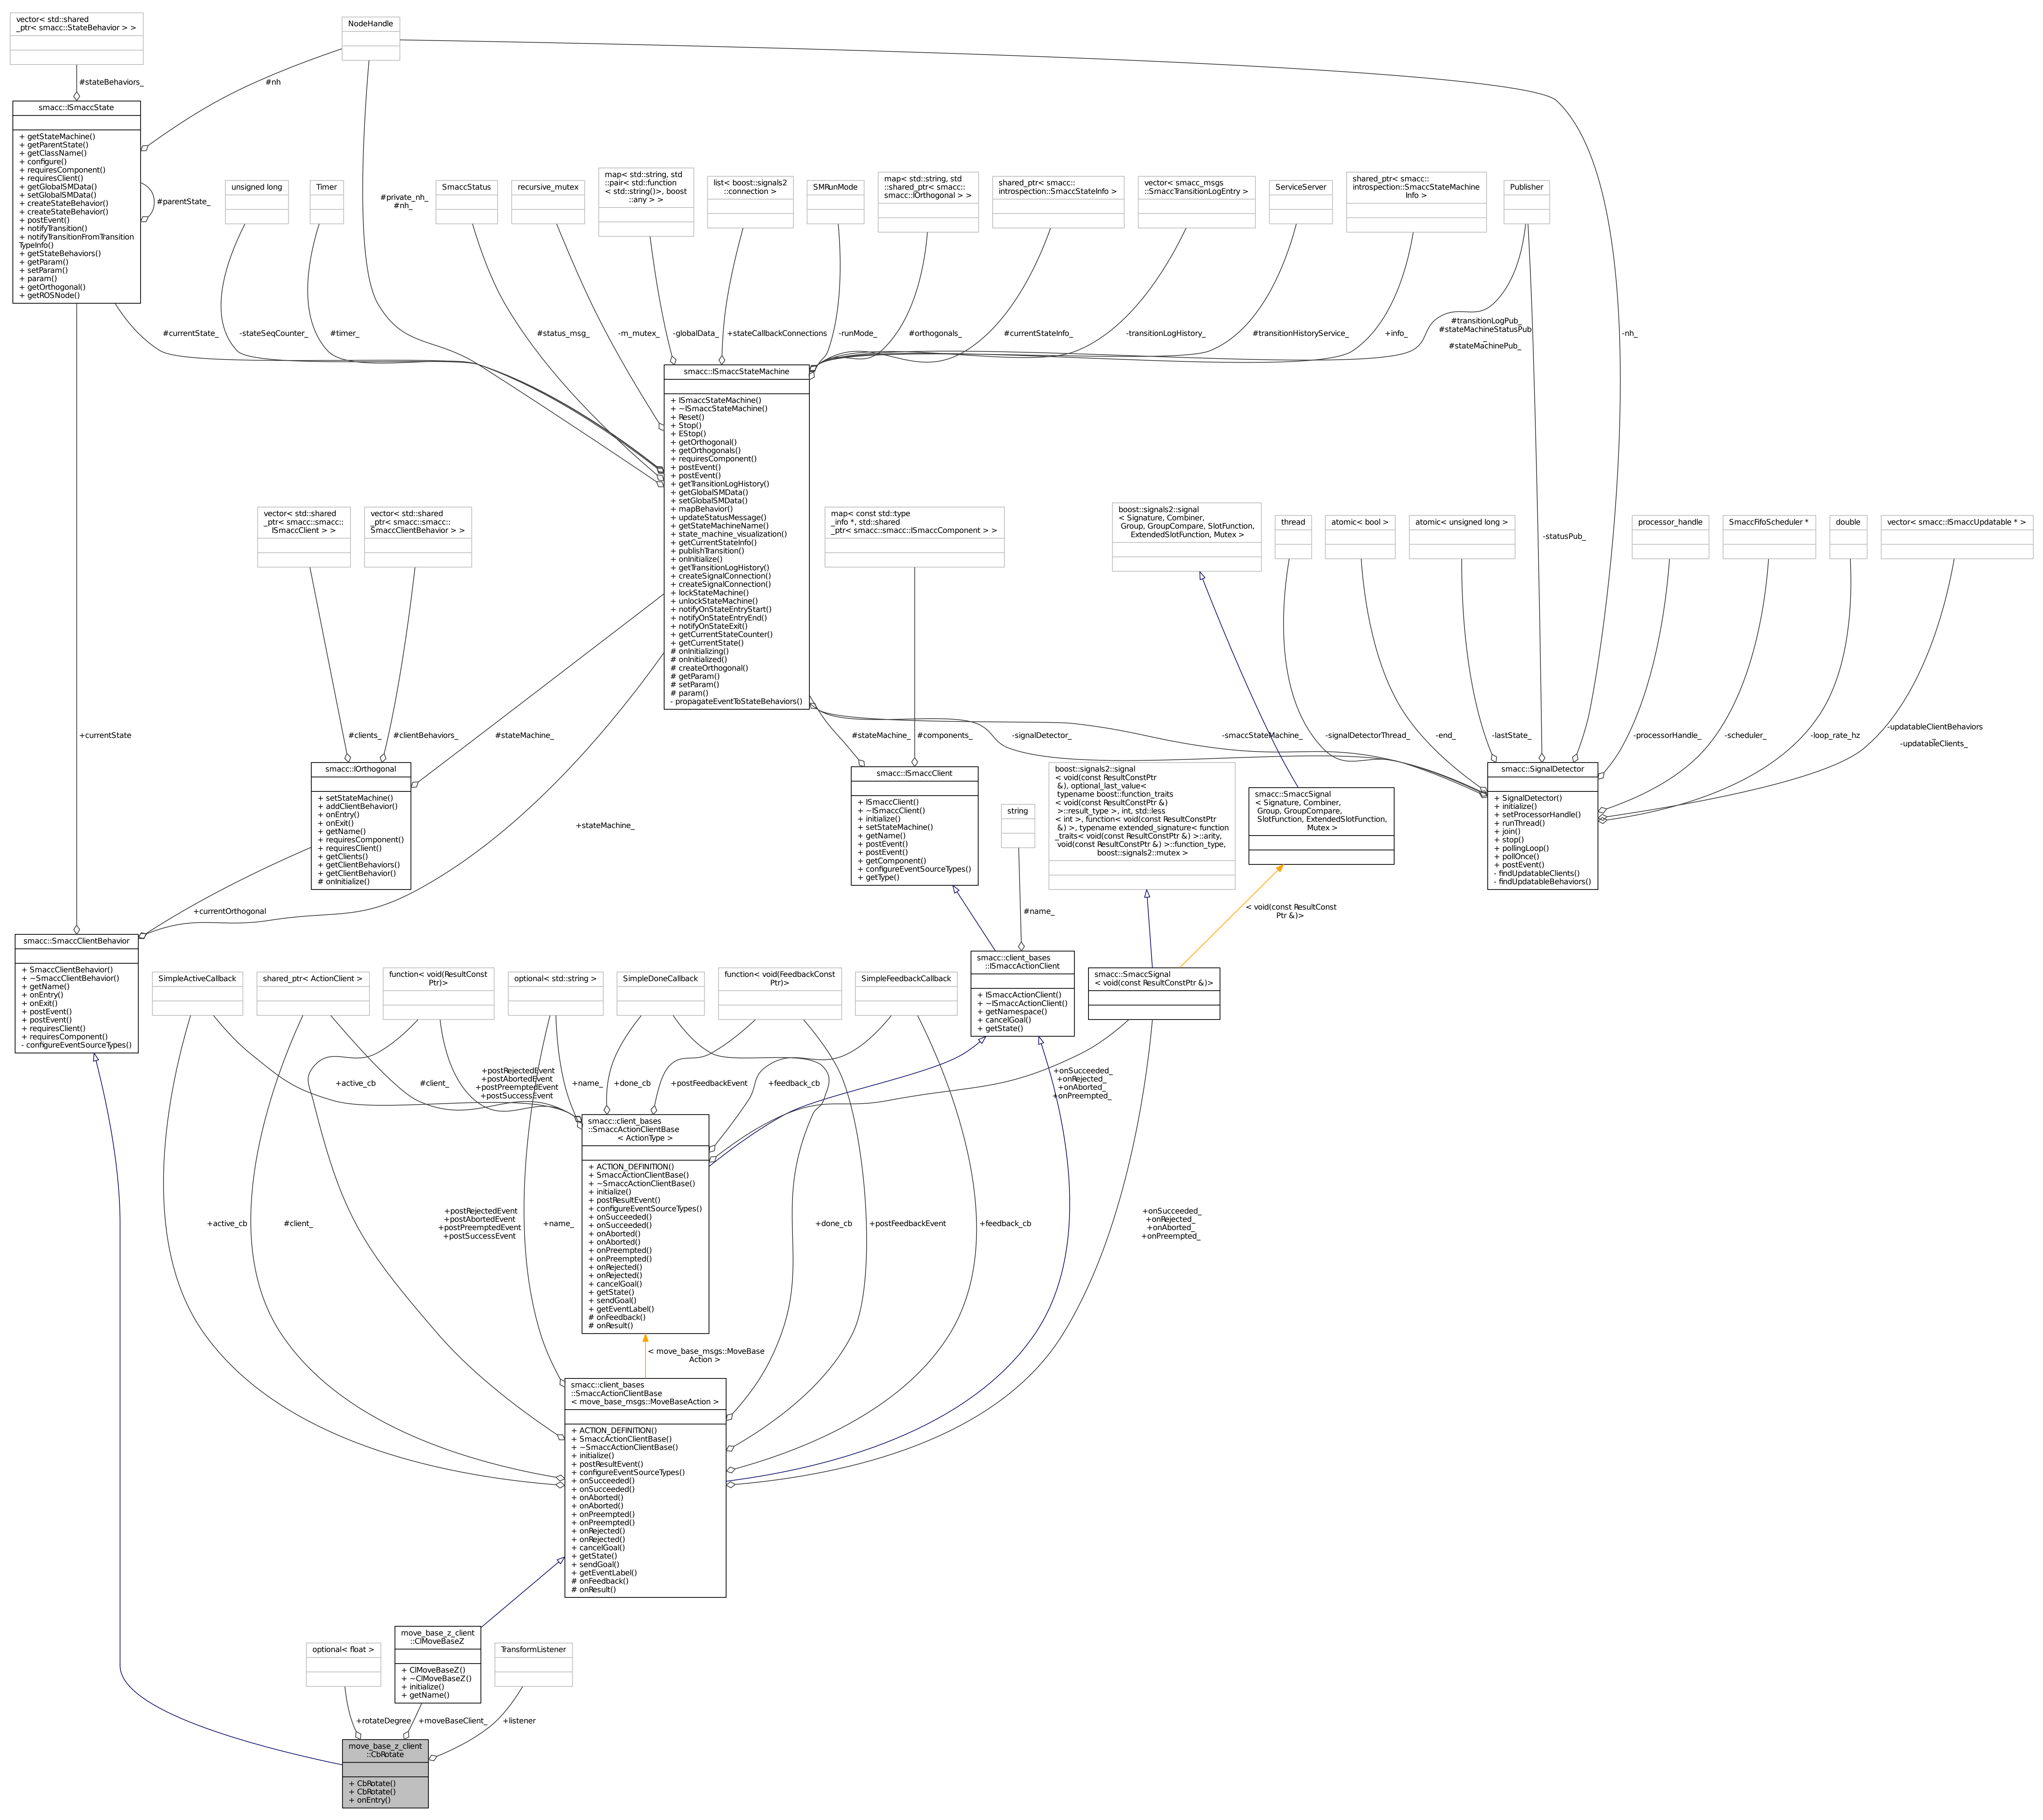 vector< std::shared
_ptr< smacc::StateBehavior > >
NodeHandle
#stateBehaviors_
#nh
smacc::ISmaccState
+ getStateMachine()
+ getParentState()
+ getClassName()
+ configure()
+ requiresComponent()
+ requiresClient()
+ getGlobalSMData()
+ setGlobalSMData()
+ createStateBehavior()
+ createStateBehavior()
+ postEvent()
+ notifyTransition()
+ notifyTransitionFromTransition
TypeInfo()
+ getStateBehaviors()
+ getParam()
+ setParam()
+ param()
+ getOrthogonal()
+ getROSNode()
#parentState_
unsigned long
Timer
#private_nh_
#nh_
SmaccStatus
recursive_mutex
map< std::string, std
::pair< std::function
< std::string()>, boost
::any > >
list< boost::signals2
::connection >
SMRunMode
map< std::string, std
::shared_ptr< smacc::
smacc::IOrthogonal > >
shared_ptr< smacc::
introspection::SmaccStateInfo >
vector< smacc_msgs
::SmaccTransitionLogEntry >
ServiceServer
shared_ptr< smacc::
introspection::SmaccStateMachine
Info >
Publisher
#currentState_
-stateSeqCounter_
#timer_
#status_msg_
-m_mutex_
-globalData_
+stateCallbackConnections
-runMode_
#orthogonals_
#currentStateInfo_
-transitionLogHistory_
#transitionHistoryService_
+info_
#transitionLogPub_
#stateMachineStatusPub
_
#stateMachinePub_
-nh_
smacc::ISmaccStateMachine
+ ISmaccStateMachine()
+ ~ISmaccStateMachine()
+ Reset()
+ Stop()
+ EStop()
+ getOrthogonal()
+ getOrthogonals()
+ requiresComponent()
+ postEvent()
+ postEvent()
+ getTransitionLogHistory()
+ getGlobalSMData()
+ setGlobalSMData()
+ mapBehavior()
+ updateStatusMessage()
+ getStateMachineName()
+ state_machine_visualization()
+ getCurrentStateInfo()
+ publishTransition()
+ onInitialize()
+ getTransitionLogHistory()
+ createSignalConnection()
+ createSignalConnection()
+ lockStateMachine()
+ unlockStateMachine()
+ notifyOnStateEntryStart()
+ notifyOnStateEntryEnd()
+ notifyOnStateExit()
+ getCurrentStateCounter()
+ getCurrentState()
# onInitializing()
# onInitialized()
# createOrthogonal()
# getParam()
# setParam()
# param()
- propagateEventToStateBehaviors()
vector< std::shared
_ptr< smacc::smacc::
ISmaccClient > >
vector< std::shared
_ptr< smacc::smacc::
SmaccClientBehavior > >
map< const std::type
_info *, std::shared
_ptr< smacc::smacc::ISmaccComponent > >
boost::signals2::signal
< Signature, Combiner,
Group, GroupCompare, SlotFunction,
ExtendedSlotFunction, Mutex >
thread
atomic< bool >
atomic< unsigned long >
-statusPub_
processor_handle
SmaccFifoScheduler *
double
vector< smacc::ISmaccUpdatable * >
+currentState
#clients_
#clientBehaviors_
#stateMachine_
#stateMachine_
#components_
-signalDetector_
-smaccStateMachine_
-signalDetectorThread_
-end_
-lastState_
-processorHandle_
-scheduler_
-loop_rate_hz
-updatableClientBehaviors
_
-updatableClients_
smacc::IOrthogonal
+ setStateMachine()
+ addClientBehavior()
+ onEntry()
+ onExit()
+ getName()
+ requiresComponent()
+ requiresClient()
+ getClients()
+ getClientBehaviors()
+ getClientBehavior()
# onInitialize()
+stateMachine_
smacc::ISmaccClient
+ ISmaccClient()
+ ~ISmaccClient()
+ initialize()
+ setStateMachine()
+ getName()
+ postEvent()
+ postEvent()
+ getComponent()
+ configureEventSourceTypes()
+ getType()
string
boost::signals2::signal
< void(const ResultConstPtr
&), optional_last_value<
typename boost::function_traits
< void(const ResultConstPtr &)
>::result_type >, int, std::less
< int >, function< void(const ResultConstPtr
&) >, typename extended_signature< function
_traits< void(const ResultConstPtr &) >::arity,
void(const ResultConstPtr &) >::function_type,
boost::signals2::mutex >
smacc::SmaccSignal
< Signature, Combiner,
Group, GroupCompare,
SlotFunction, ExtendedSlotFunction,
Mutex >
smacc::SignalDetector
+ SignalDetector()
+ initialize()
+ setProcessorHandle()
+ runThread()
+ join()
+ stop()
+ pollingLoop()
+ pollOnce()
+ postEvent()
- findUpdatableClients()
- findUpdatableBehaviors()
+currentOrthogonal
#name_
< void(const ResultConst
Ptr &)>
smacc::SmaccClientBehavior
+ SmaccClientBehavior()
+ ~SmaccClientBehavior()
+ getName()
+ onEntry()
+ onExit()
+ postEvent()
+ postEvent()
+ requiresClient()
+ requiresComponent()
- configureEventSourceTypes()
SimpleActiveCallback
shared_ptr< ActionClient >
function< void(ResultConst
Ptr)>
optional< std::string >
SimpleDoneCallback
function< void(FeedbackConst
Ptr)>
SimpleFeedbackCallback
smacc::client_bases
::ISmaccActionClient
+ ISmaccActionClient()
+ ~ISmaccActionClient()
+ getNamespace()
+ cancelGoal()
+ getState()
smacc::SmaccSignal
< void(const ResultConstPtr &)>
+active_cb
#client_
+postRejectedEvent
+postAbortedEvent
+postPreemptedEvent
+postSuccessEvent
+name_
+done_cb
+postFeedbackEvent
+feedback_cb
+onSucceeded_
+onRejected_
+onAborted_
+onPreempted_
smacc::client_bases
::SmaccActionClientBase
< ActionType >
+ ACTION_DEFINITION()
+ SmaccActionClientBase()
+ ~SmaccActionClientBase()
+ initialize()
+ postResultEvent()
+ configureEventSourceTypes()
+ onSucceeded()
+ onSucceeded()
+ onAborted()
+ onAborted()
+ onPreempted()
+ onPreempted()
+ onRejected()
+ onRejected()
+ cancelGoal()
+ getState()
+ sendGoal()
+ getEventLabel()
# onFeedback()
# onResult()
+active_cb
#client_
+postRejectedEvent
+postAbortedEvent
+postPreemptedEvent
+postSuccessEvent
+name_
+done_cb
+postFeedbackEvent
+feedback_cb
+onSucceeded_
+onRejected_
+onAborted_
+onPreempted_
< move_base_msgs::MoveBase
Action >
smacc::client_bases
::SmaccActionClientBase
< move_base_msgs::MoveBaseAction >
+ ACTION_DEFINITION()
+ SmaccActionClientBase()
+ ~SmaccActionClientBase()
+ initialize()
+ postResultEvent()
+ configureEventSourceTypes()
+ onSucceeded()
+ onSucceeded()
+ onAborted()
+ onAborted()
+ onPreempted()
+ onPreempted()
+ onRejected()
+ onRejected()
+ cancelGoal()
+ getState()
+ sendGoal()
+ getEventLabel()
# onFeedback()
# onResult()
optional< float >
move_base_z_client
::ClMoveBaseZ
+ ClMoveBaseZ()
+ ~ClMoveBaseZ()
+ initialize()
+ getName()
TransformListener
+rotateDegree
+moveBaseClient_
+listener
move_base_z_client
::CbRotate
+ CbRotate()
+ CbRotate()
+ onEntry()